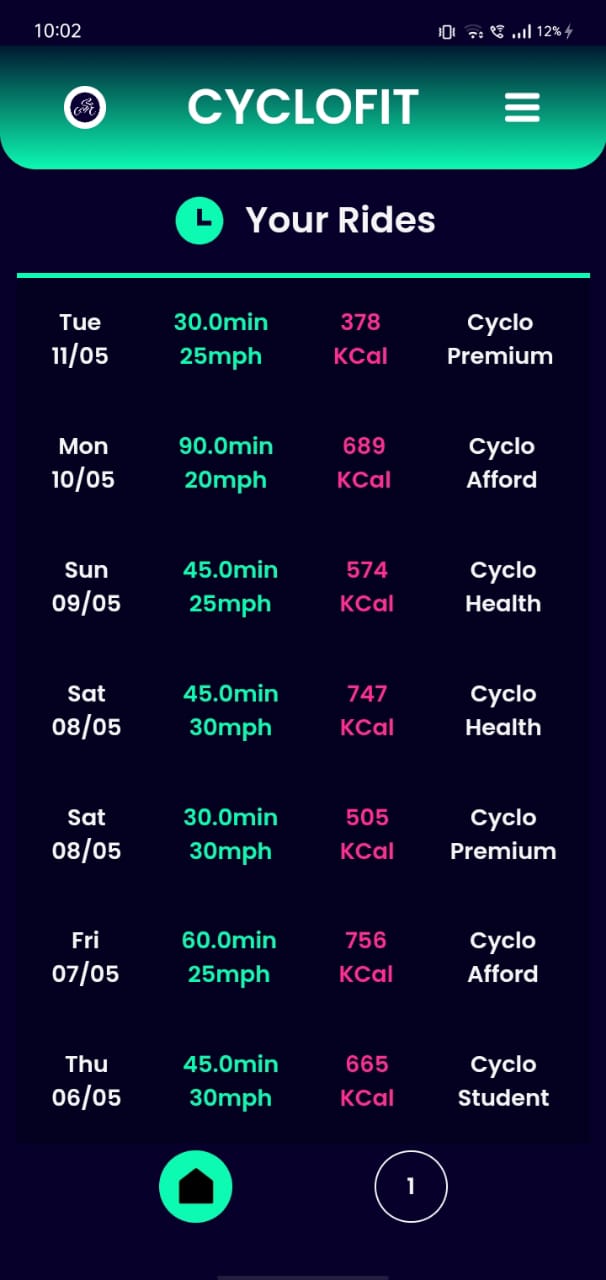 10:02
12%
CYCLOFIT
Your Rides
Tue 30.0min 378 Cyclo
11/05 25mph KCal Premium
Mon 90.0min 689 Cyclo
10/05 20mph KCal Afford
Sun 45.0min 574 Cyclo
09/05 25mph KCal Health
Sat 45.0min 747 Cyclo
08/05 30mph KCal Health
Sat 30.0min 505 Cyclo
08/05 30mph KCal Premium
Fri 60.0min 756 Cyclo
07/05 25mph KCal Afford
Thu 45.0min 665 Cyclo
06/05 30mph KCal Student
1